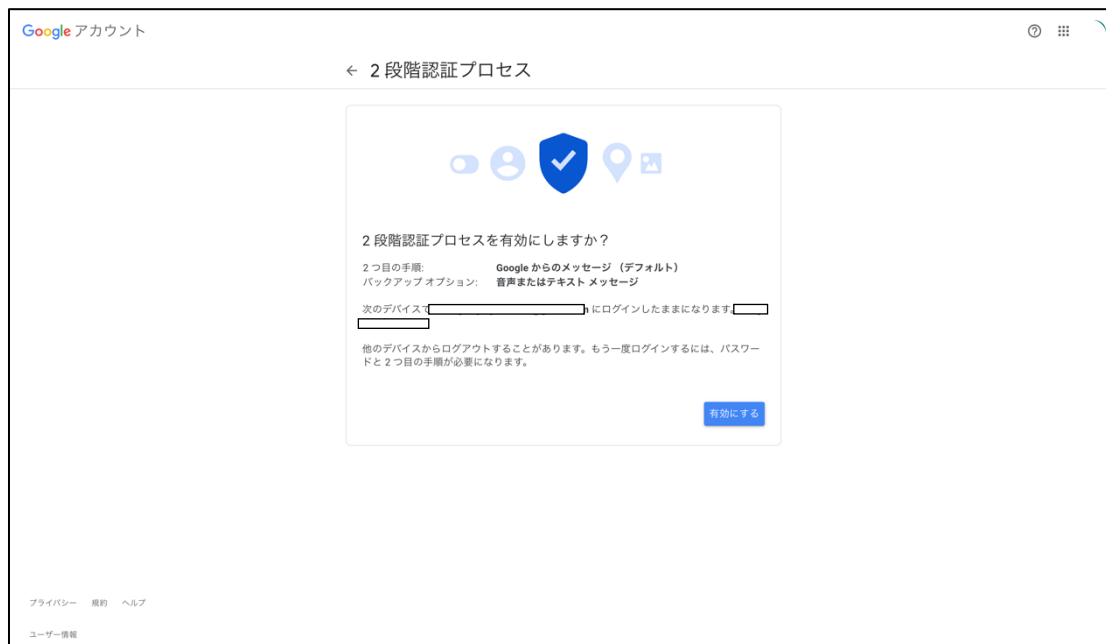 Google アカウント
2 段階認証プロセス
2 段階認証プロセスを有効にしますか？
2 つ目の手順: Google からのメッセージ （デフォルト）
バックアップ オプション: 音声またはテキスト メッセージ
次のデバイスで にログインしたままになります。
他のデバイスからログアウトすることがあります。もう一度ログインするには、パスワー
ドと 2 つ目の手順が必要になります。
有効にする
プライバシー 規約 ヘルプ
ユーザー情報